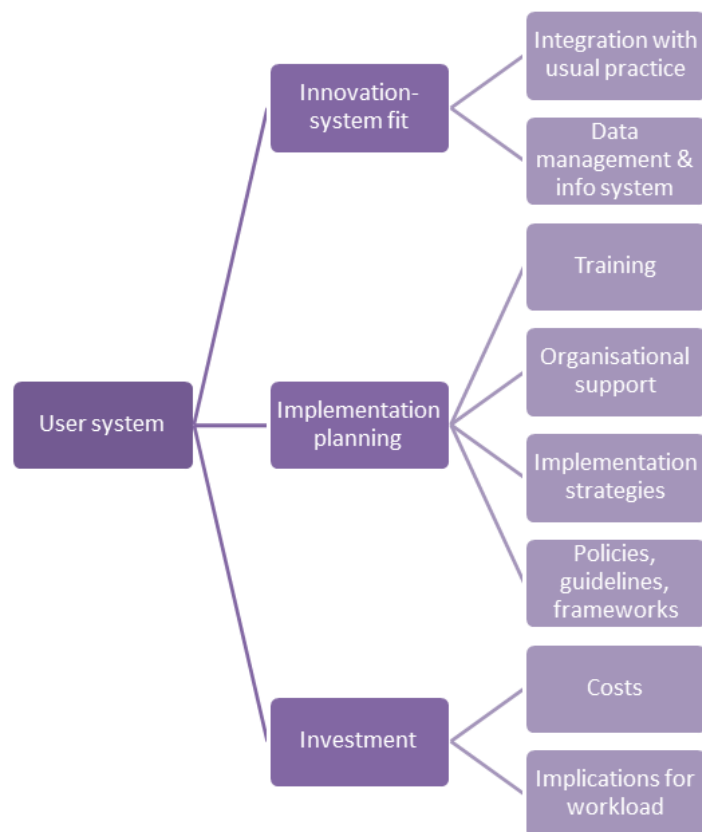 User system
Innovation-
system fit
Integration with
usual practice
Data
management &
info system
Implementation
planning
Training
Organisational
support
Implementation
strategies
Policies,
guidelines,
frameworks
Investment
Costs
Implications for
workload